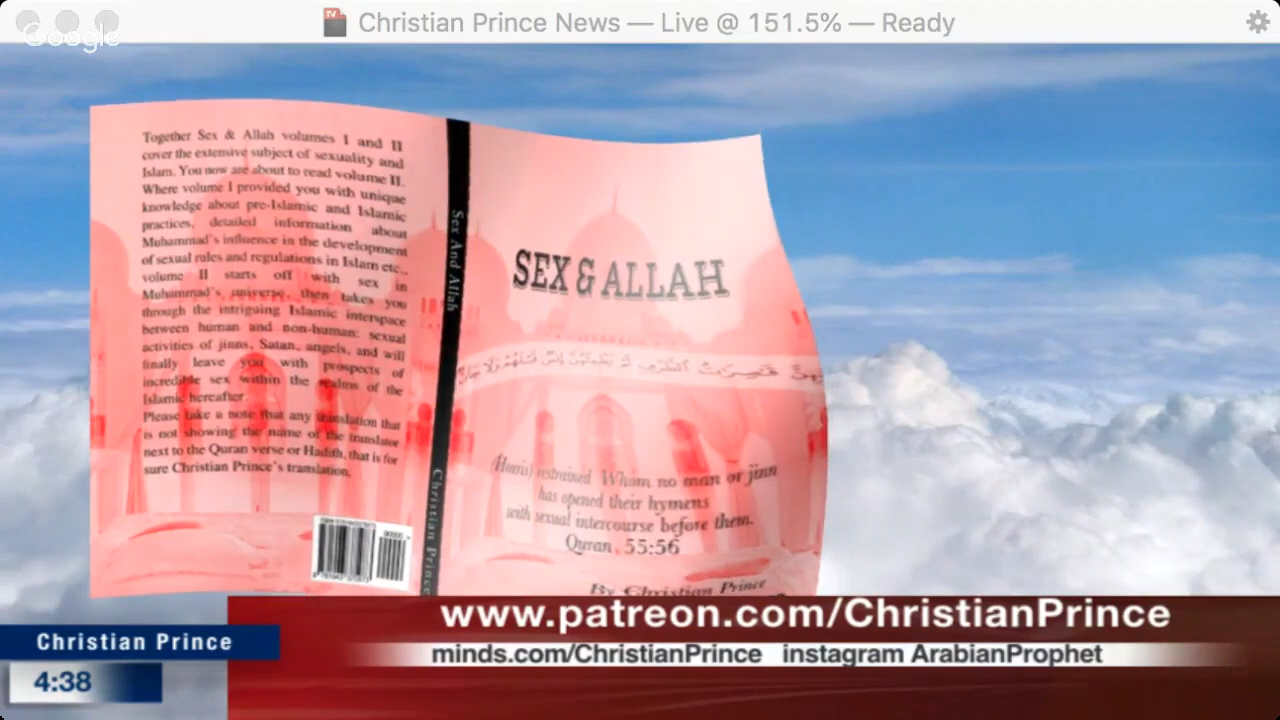 Christian Prince News — Live @ 151.5% — Ready
Google
Together Sex & Allah volumes I and II
cover the extensive subject of sexuality and
Islam. You now are about to read volume II.
Where volume I provided you with unique
knowledge about pre-Islamic and Islamic
practices, detailed information about
Muhammad's influence in the development
of sexual rules and regulations in Islam etc.,
volume II starts off with sex in
Muhammad's universe, then takes you
through the intriguing Islamic interspace
between human and non-human: sexual
activities of jinns, Satan, angels, and will
finally leave you with prospects of
incredible sex within the realms of the
Islamic hereafter.
Please take a note that any translation that
is not showing the name of the translator
next to the Quran verse or Hadith, that is for
sure Christian Prince's translation.
90000
Sex And Allah
Christian Prince
SEX & ALLAH
قَصِرَٰتُ ٱلطَّرْفِ لَمْ يَطْمِثْهُنَّ إِنسٌ قَبْلَهُمْ وَلَا جَآنٌّ
(Houris) restrained Whom no man or jinn
has opened their hymens
with sexual intercourse before them.
Quran, 55:56
By Christian Prince
www.patreon.com/ChristianPrince
Christian Prince
minds.com/ChristianPrince instagram ArabianProphet
4:38